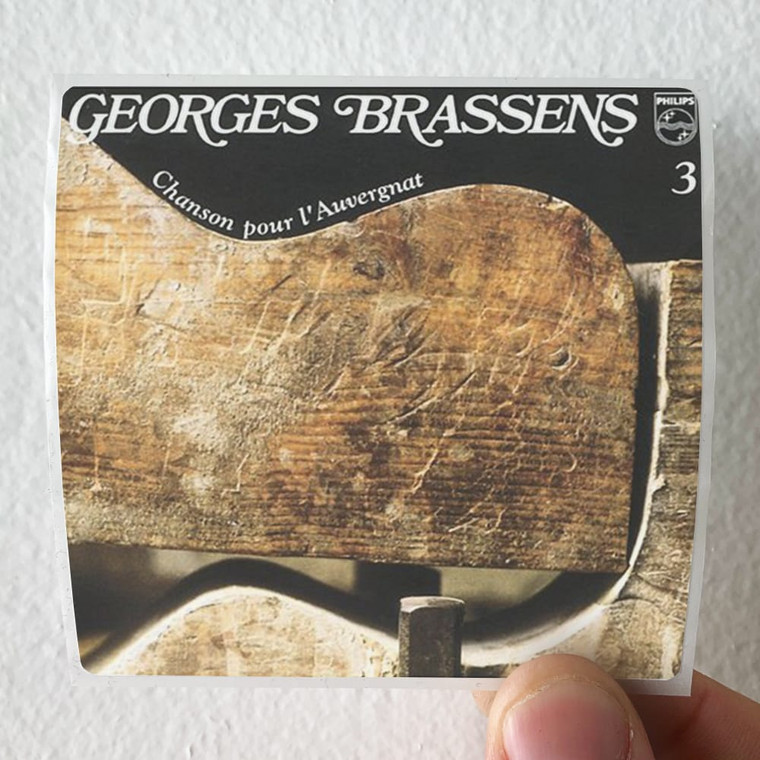 GEORGES BRASSENS
PHILIPS
3
Chanson pour l'Auvergnat